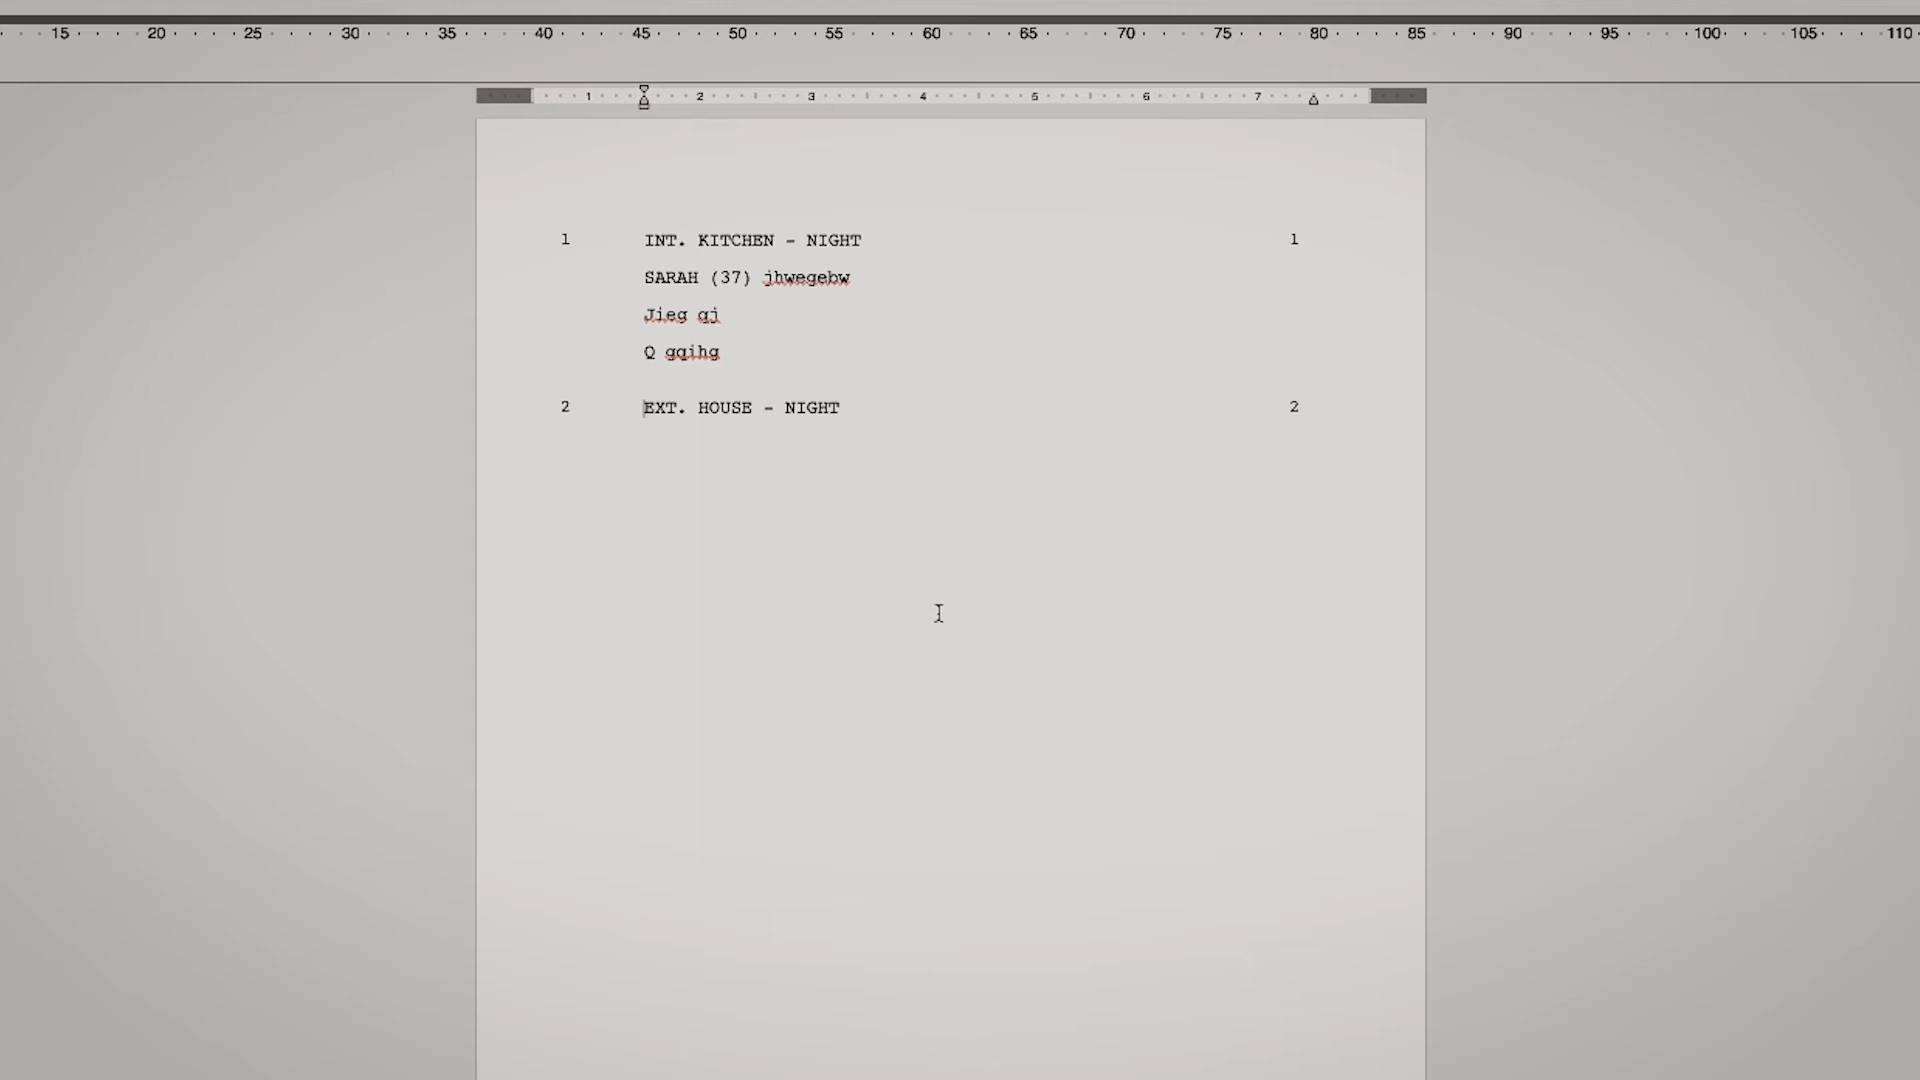 15 20 25 30 35 40 45 50 55 60 65 70 75 80 85 90 95 100 105 110
1 2 3 4 5 6 7
1 INT. KITCHEN - NIGHT 1
SARAH (37) jhwegebw
Jieg qj
Q gqihg
2 EXT. HOUSE - NIGHT 2